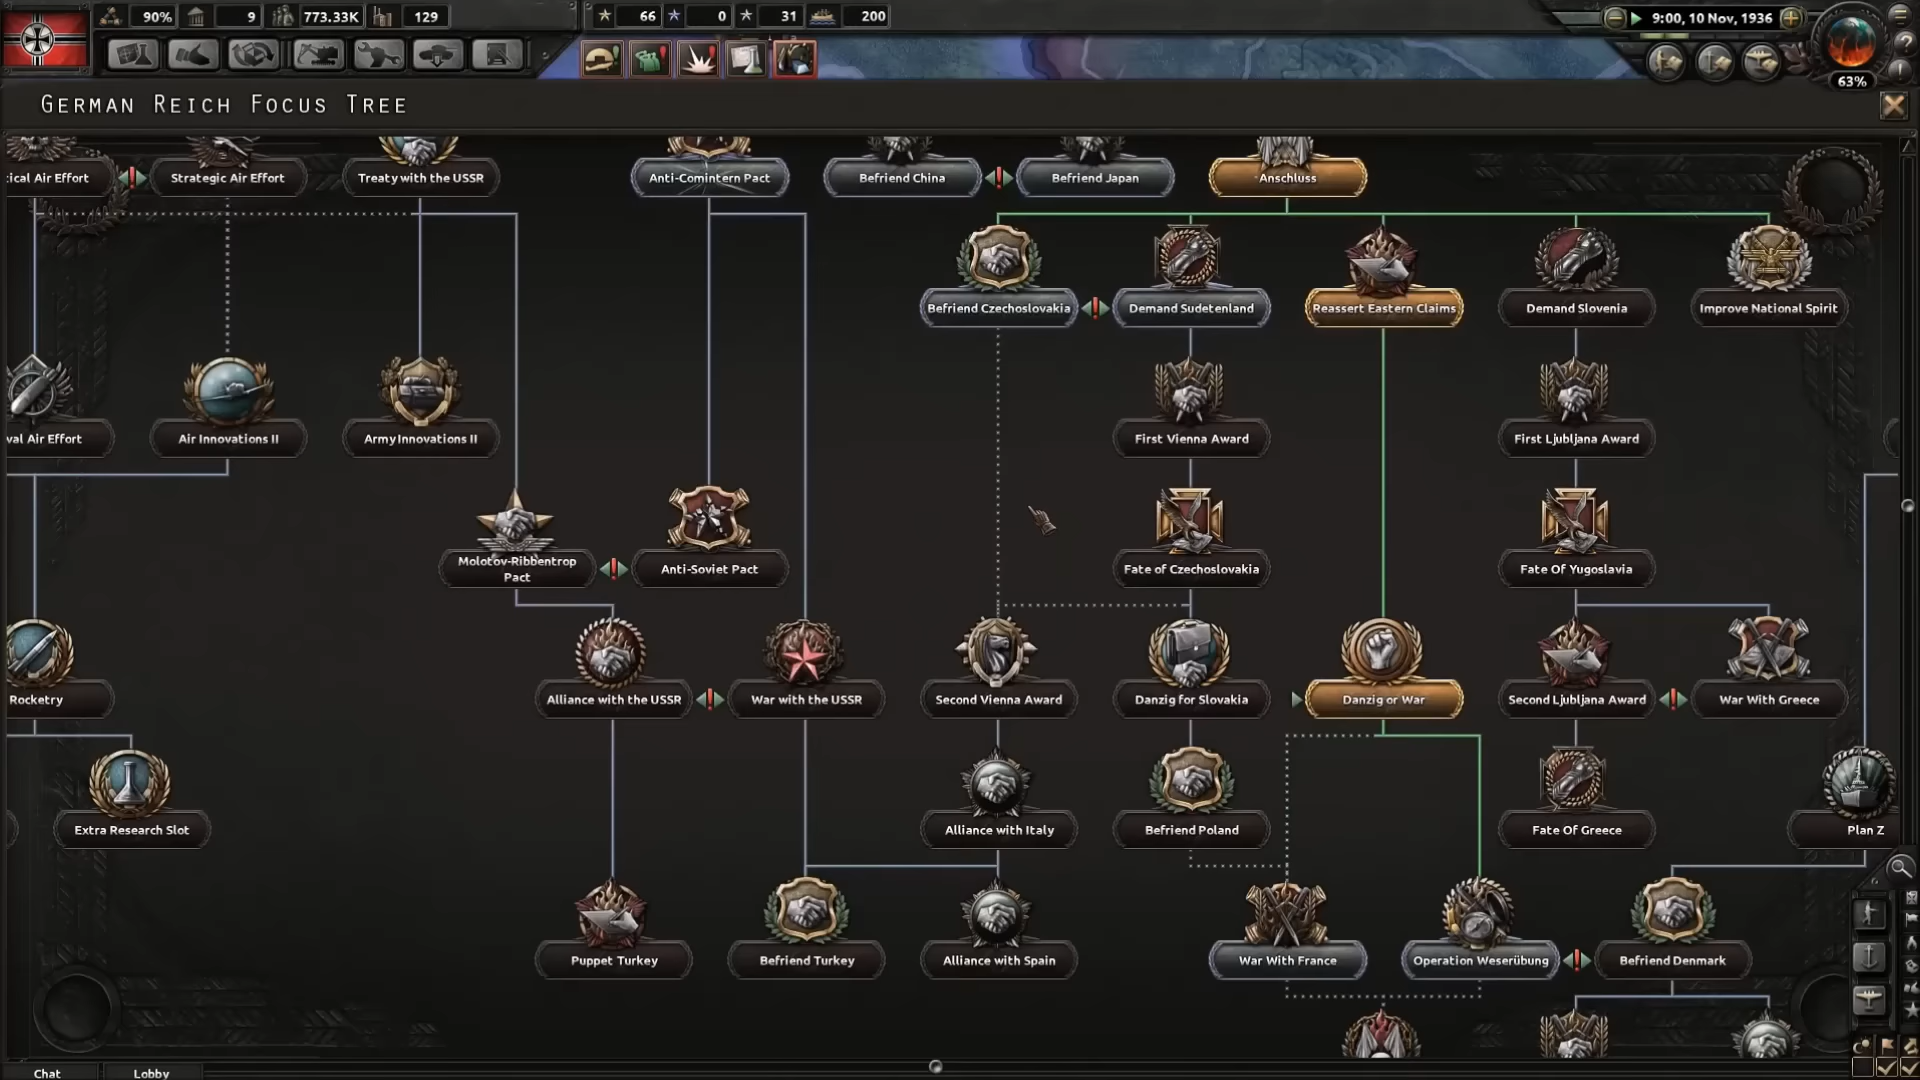 90%
9
773.33K
129
66
0
31
200
9:00, 10 Nov, 1936
63%
German Reich Focus Tree
tical Air Effort
Strategic Air Effort
Treaty with the USSR
Anti-Comintern Pact
Befriend China
Befriend Japan
Anschluss
Befriend Czechoslovakia
Demand Sudetenland
Reassert Eastern Claims
Demand Slovenia
Improve National Spirit
val Air Effort
Air Innovations II
Army Innovations II
First Vienna Award
First Ljubljana Award
Molotov-Ribbentrop
Pact
Anti-Soviet Pact
Fate of Czechoslovakia
Fate Of Yugoslavia
Rocketry
Alliance with the USSR
War with the USSR
Second Vienna Award
Danzig for Slovakia
Danzig or War
Second Ljubljana Award
War With Greece
Extra Research Slot
Alliance with Italy
Befriend Poland
Fate Of Greece
Plan Z
Puppet Turkey
Befriend Turkey
Alliance with Spain
War With France
Operation Weserübung
Befriend Denmark
Chat
Lobby